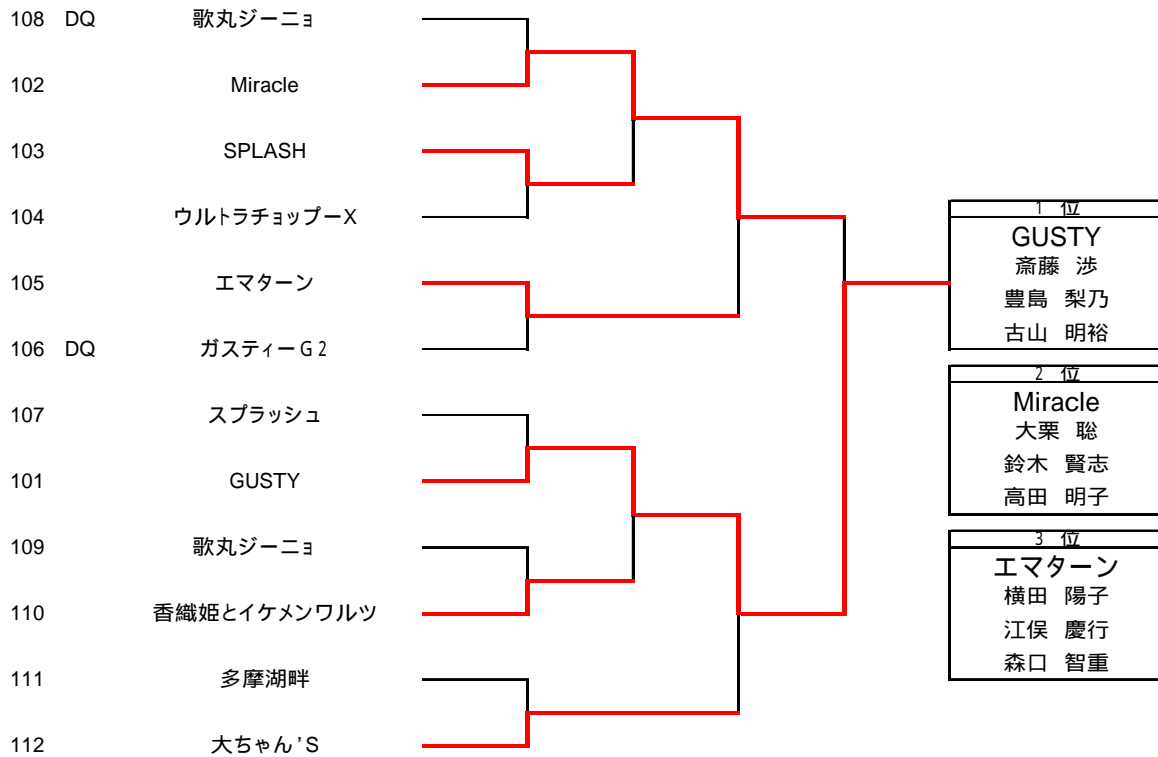 108 DQ 歌丸ジーニョ
102 Miracle
103 SPLASH
104 ウルトラチョップーX
105 エマターン
106 DQ ガスティーG2
107 スプラッシュ
101 GUSTY
109 歌丸ジーニョ
110 香織姫とイケメンワルツ
111 多摩湖畔
112 大ちゃん'S
1 位
GUSTY
斎藤 渉
豊島 梨乃
古山 明裕
2 位
Miracle
大栗 聡
鈴木 賢志
高田 明子
3 位
エマターン
横田 陽子
江俣 慶行
森口 智重